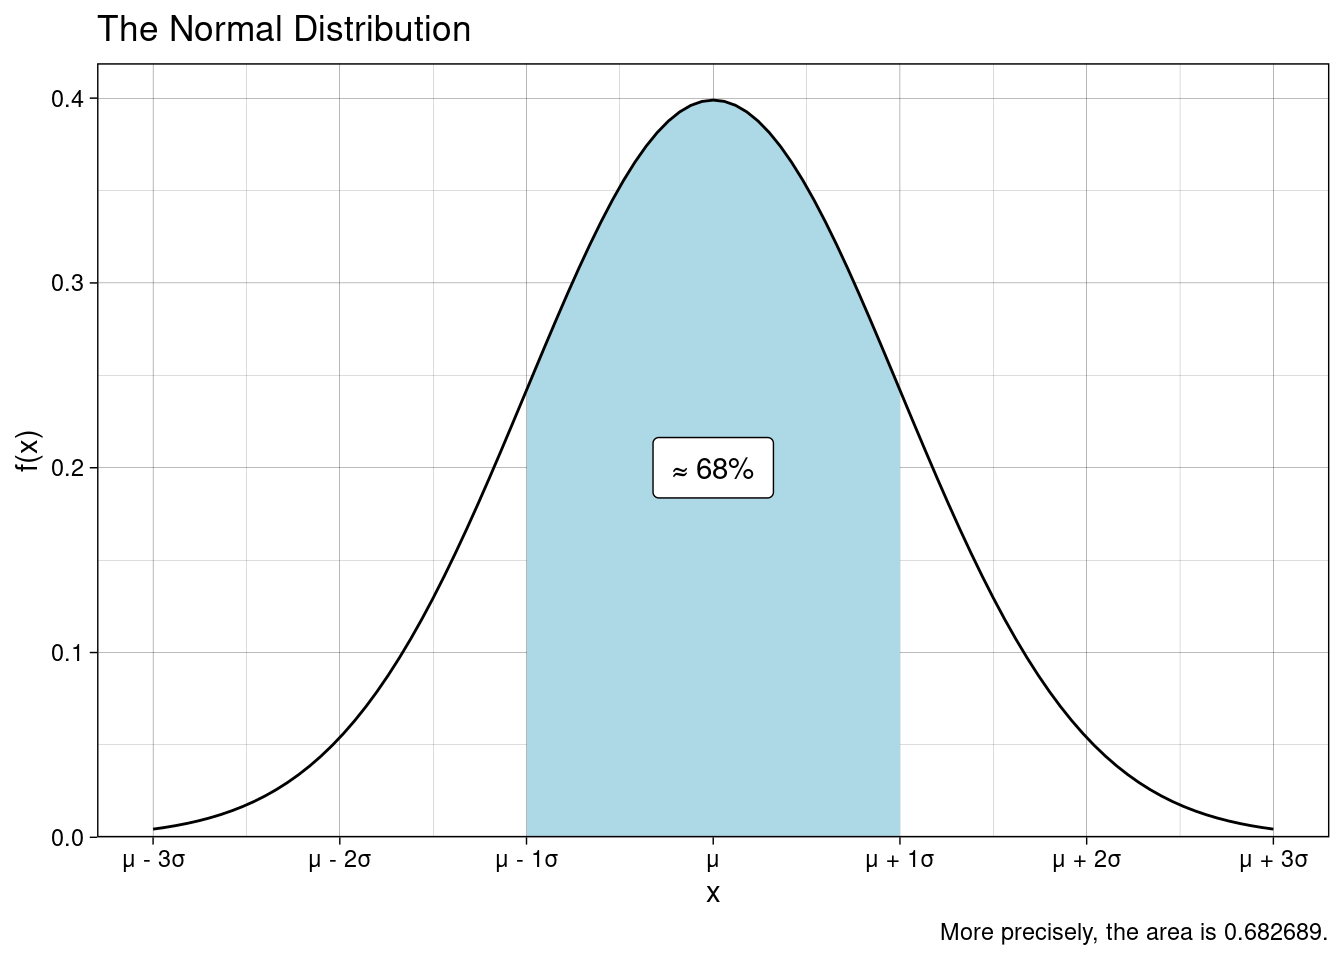 The Normal Distribution
0.4
0.3
0.2
0.1
0.0
f(x)
≈ 68%
μ - 3σ μ - 2σ μ - 1σ μ μ + 1σ μ + 2σ μ + 3σ
x
More precisely, the area is 0.682689.